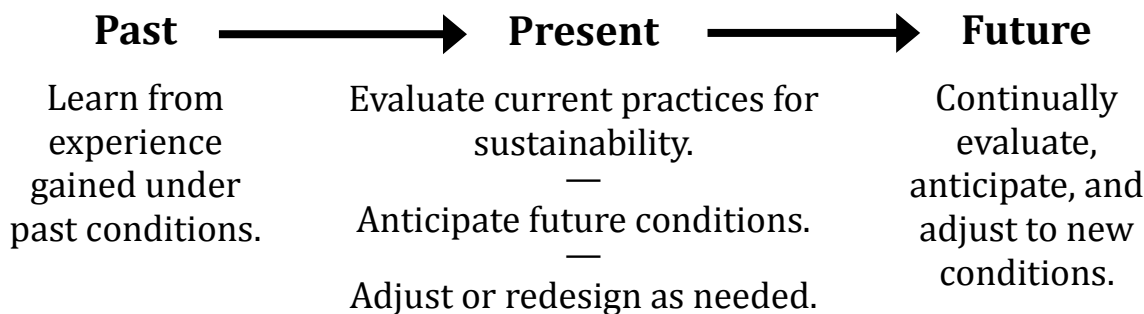 Past
Present
Future
Learn from
experience
gained under
past conditions.
Evaluate current practices for
sustainability.
—
Anticipate future conditions.
—
Adjust or redesign as needed.
Continually
evaluate,
anticipate, and
adjust to new
conditions.